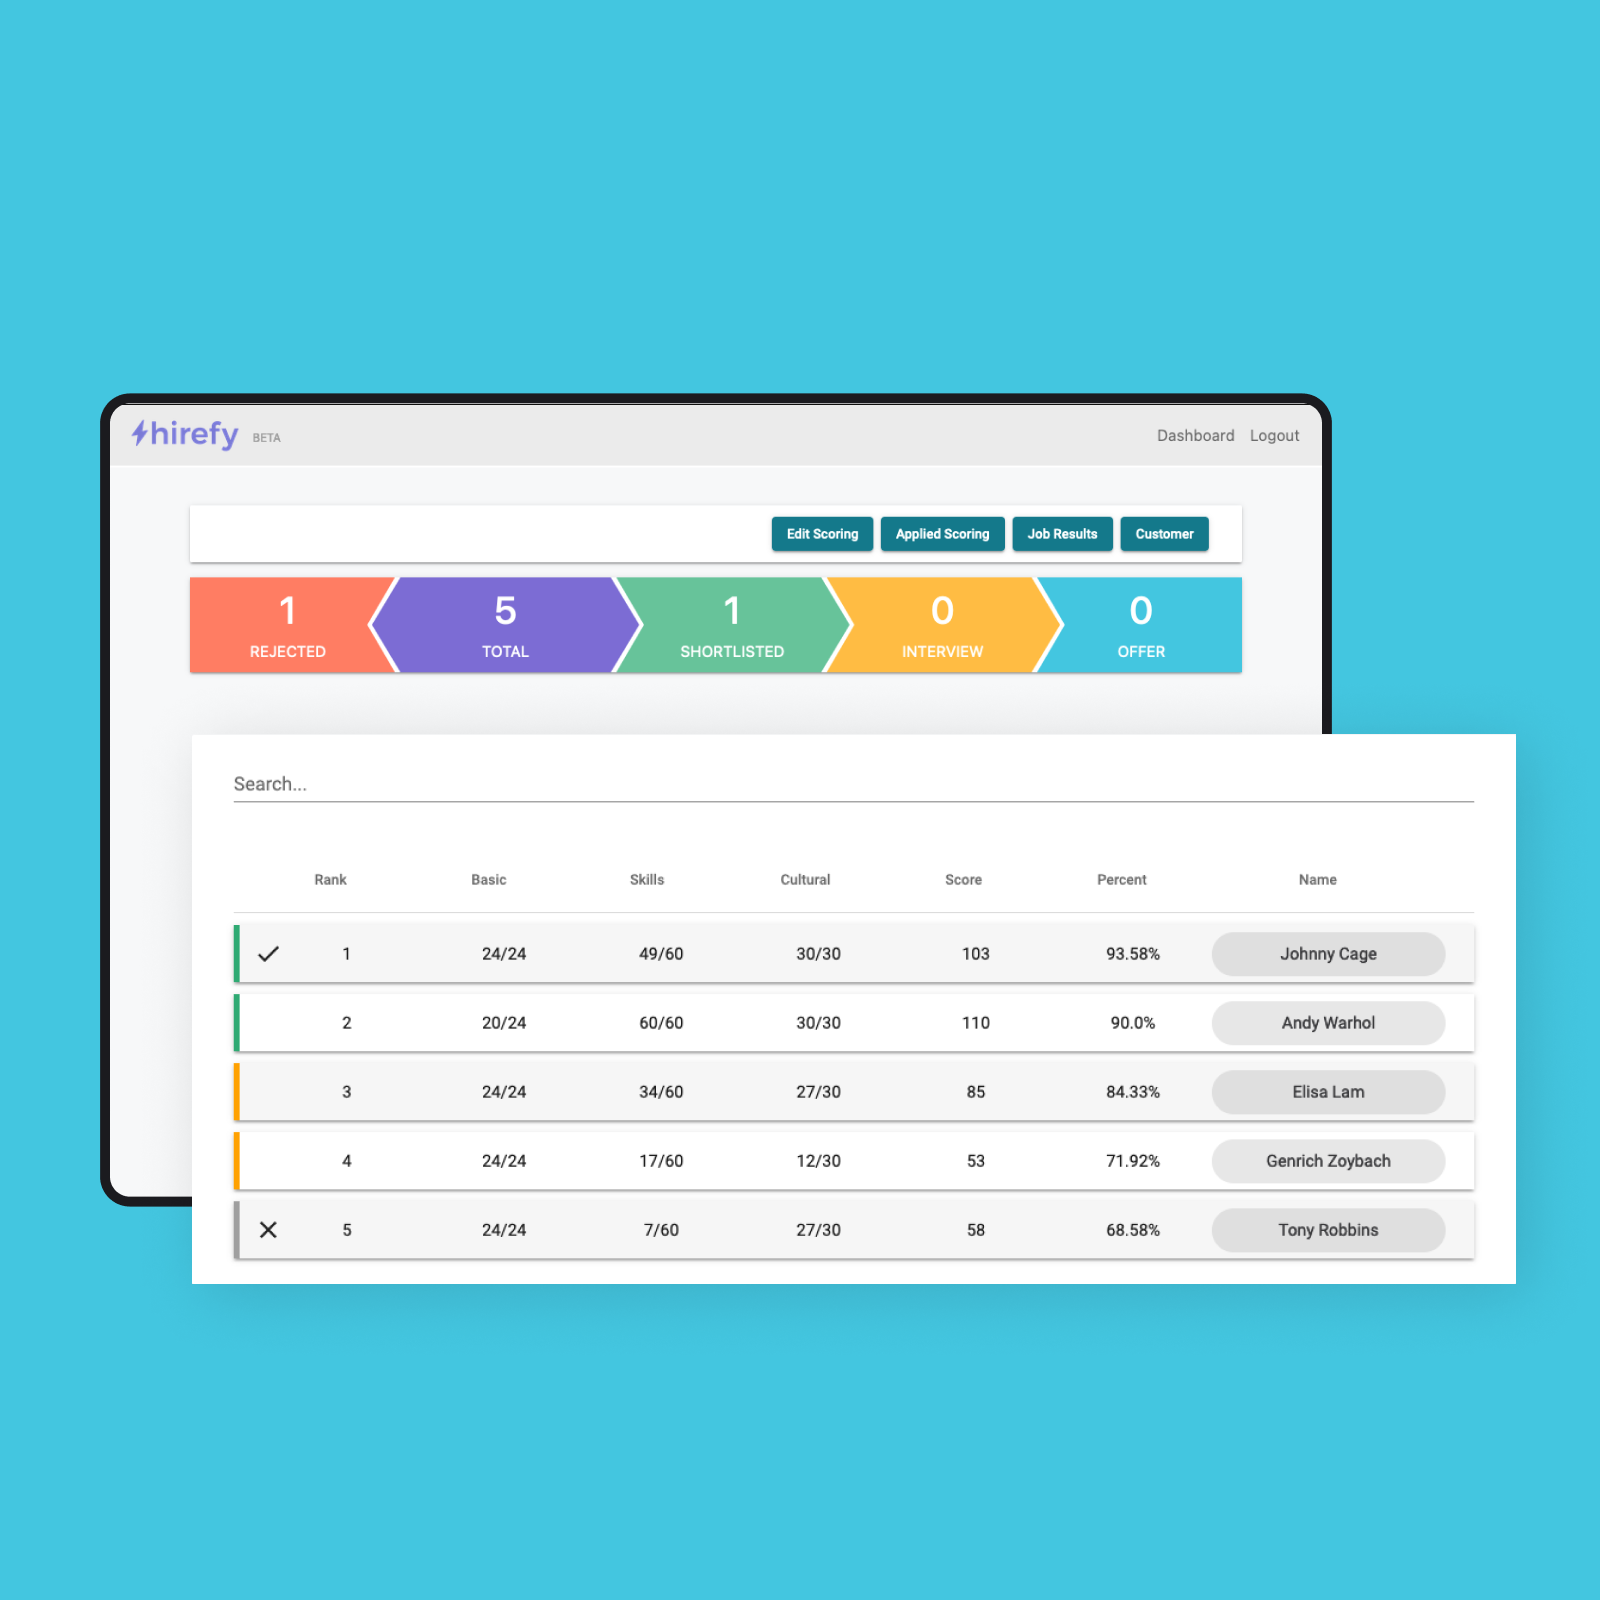 hirefy BETA Dashboard Logout
Edit Scoring Applied Scoring Job Results Customer
1 5 1 0 0
REJECTED TOTAL SHORTLISTED INTERVIEW OFFER
Search...
Rank Basic Skills Cultural Score Percent Name
1 24/24 49/60 30/30 103 93.58% Johnny Cage
2 20/24 60/60 30/30 110 90.0% Andy Warhol
3 24/24 34/60 27/30 85 84.33% Elisa Lam
4 24/24 17/60 12/30 53 71.92% Genrich Zoybach
5 24/24 7/60 27/30 58 68.58% Tony Robbins